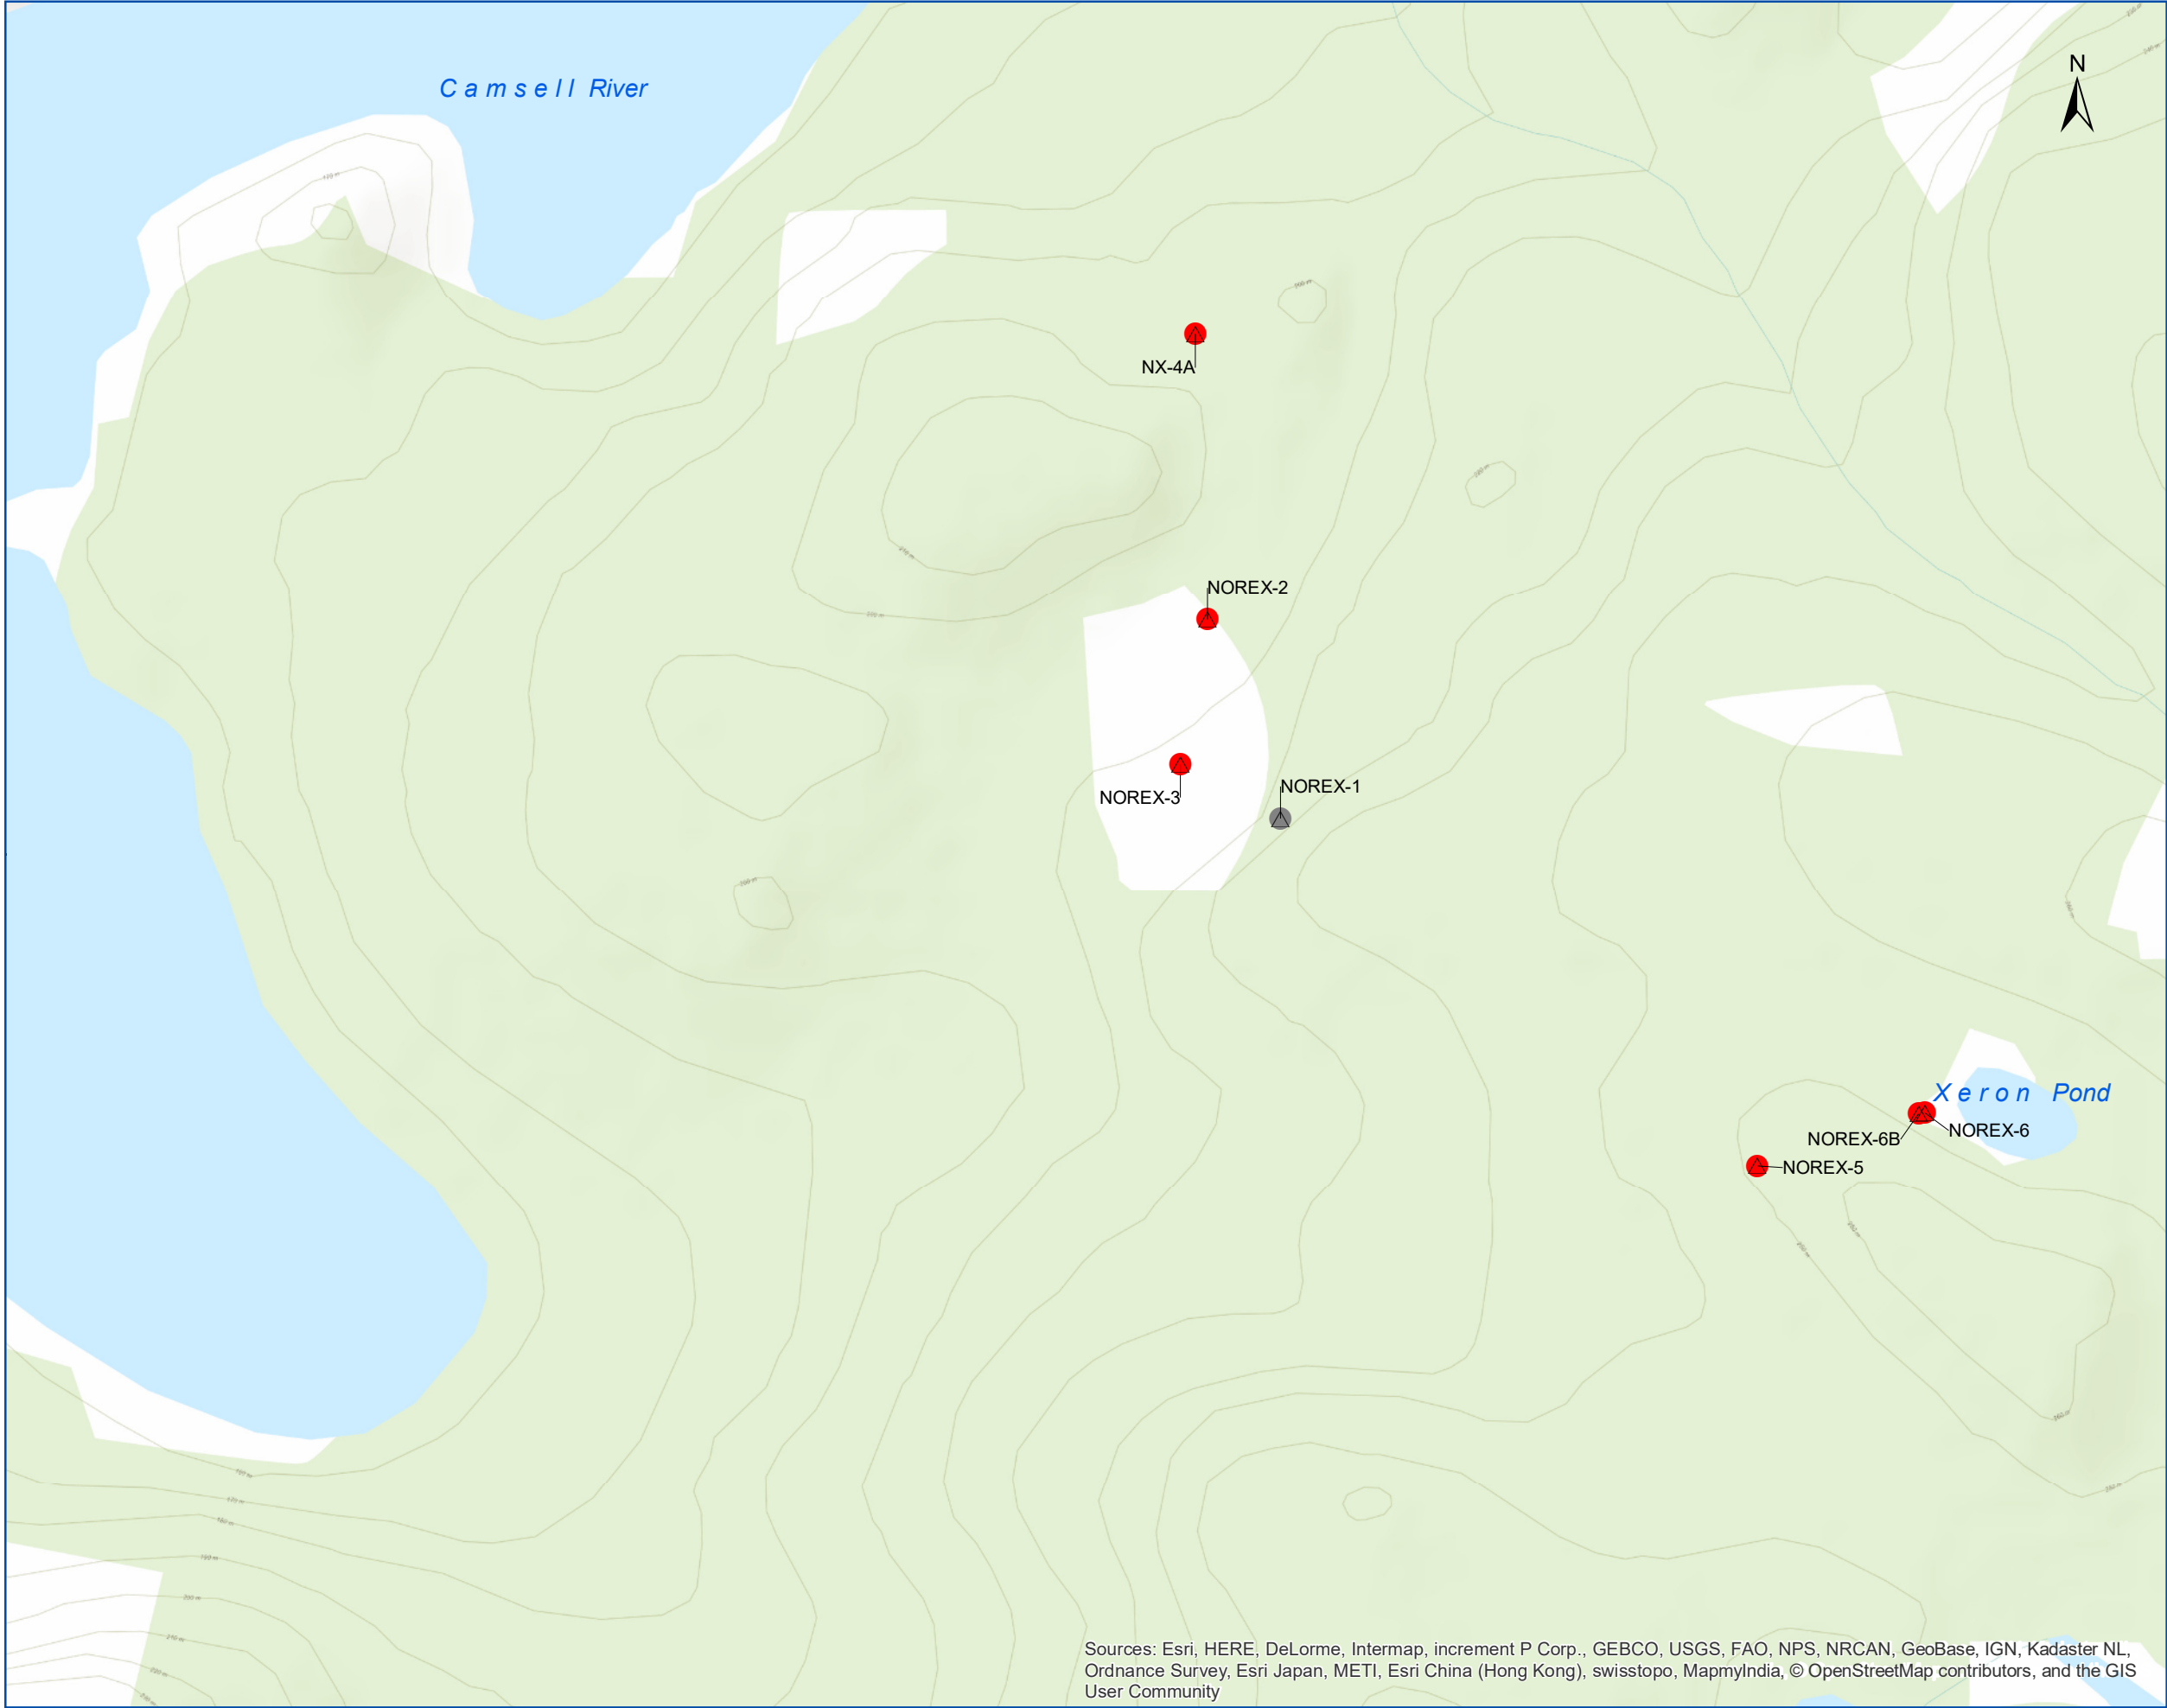 C a m s e l l River
N
NX-4A
NOREX-2
NOREX-1
NOREX-3
X e r o n Pond
NOREX-6
NOREX-6B
NOREX-5
Sources: Esri, HERE, DeLorme, Intermap, increment P Corp., GEBCO, USGS, FAO, NPS, NRCAN, GeoBase, IGN, Kadaster NL,
Ordnance Survey, Esri Japan, METI, Esri China (Hong Kong), swisstopo, MapmyIndia, © OpenStreetMap contributors, and the GIS
User Community